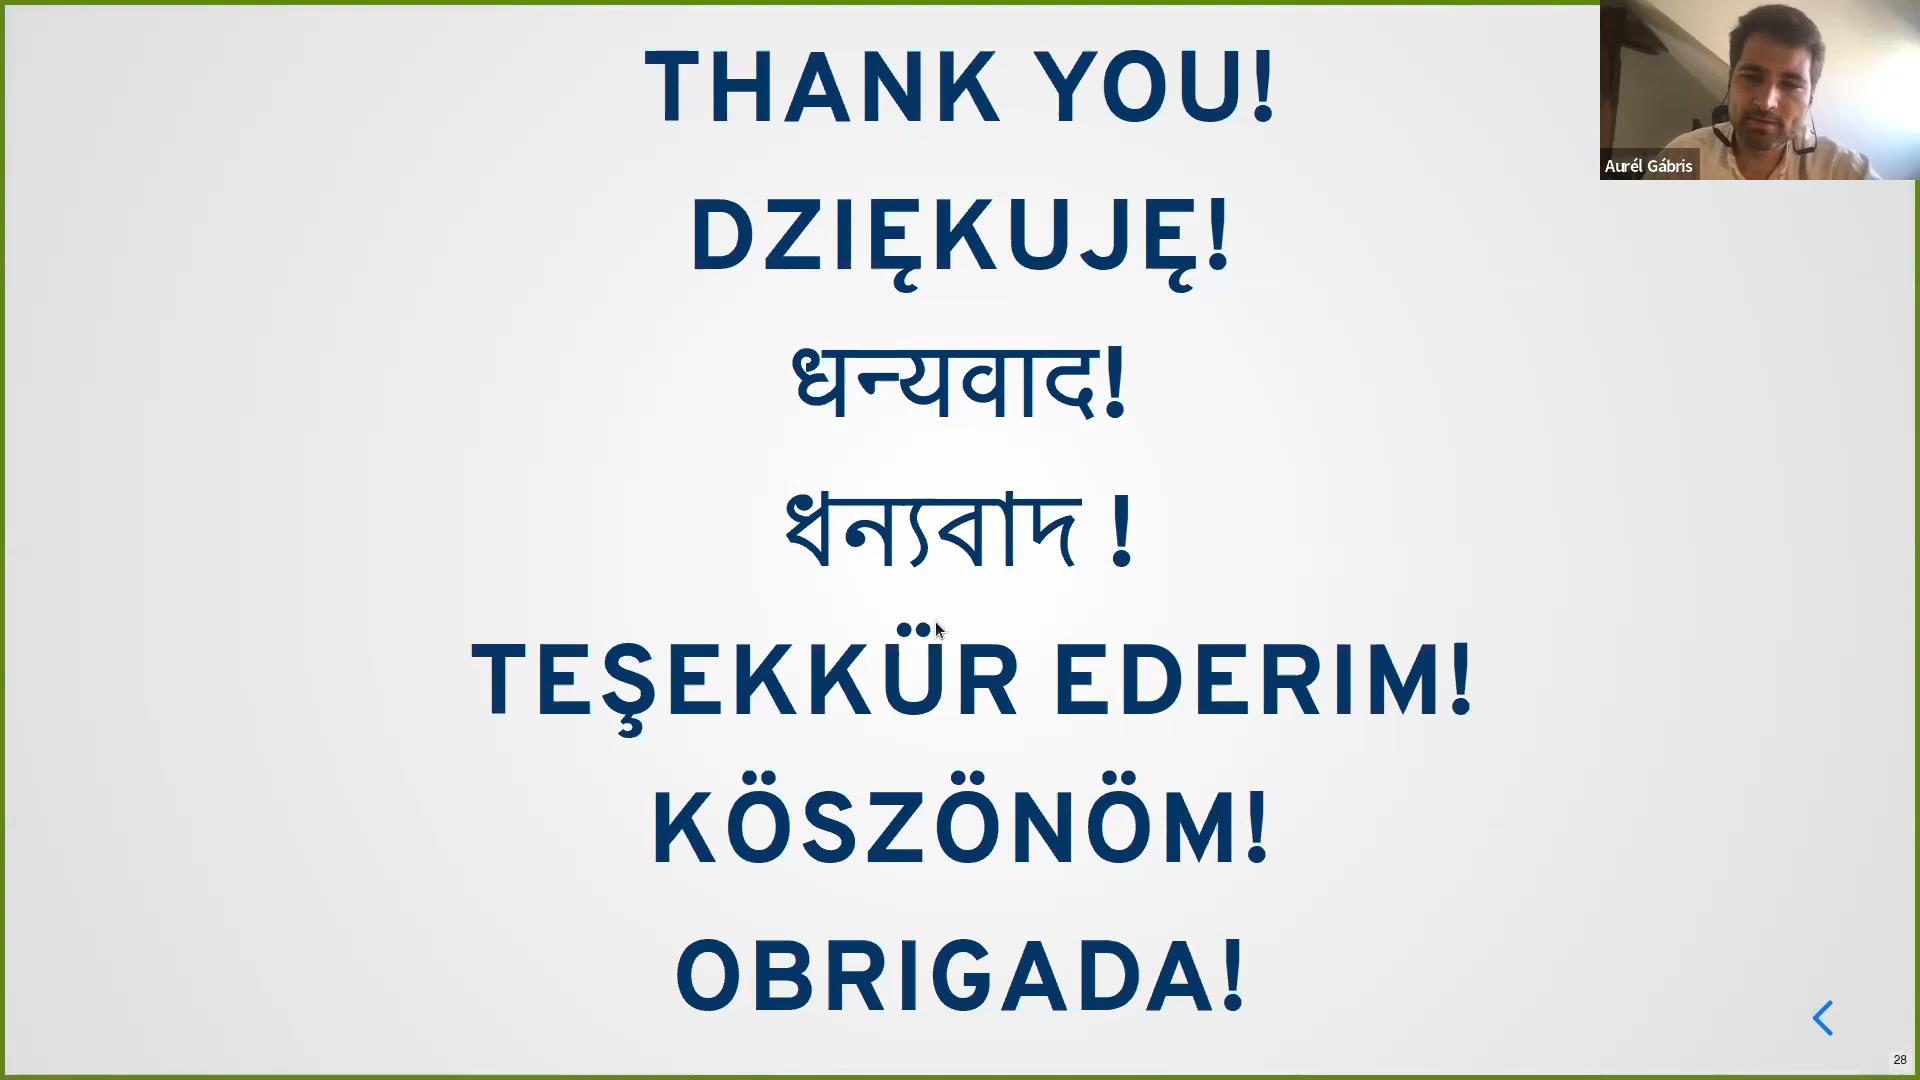 THANK YOU!
Aurél Gábris
DZIĘKUJĘ!
धन्यवाद!
ধন্যবাদ !
TEŞEKKÜR EDERIM!
KÖSZÖNÖM!
OBRIGADA!
28